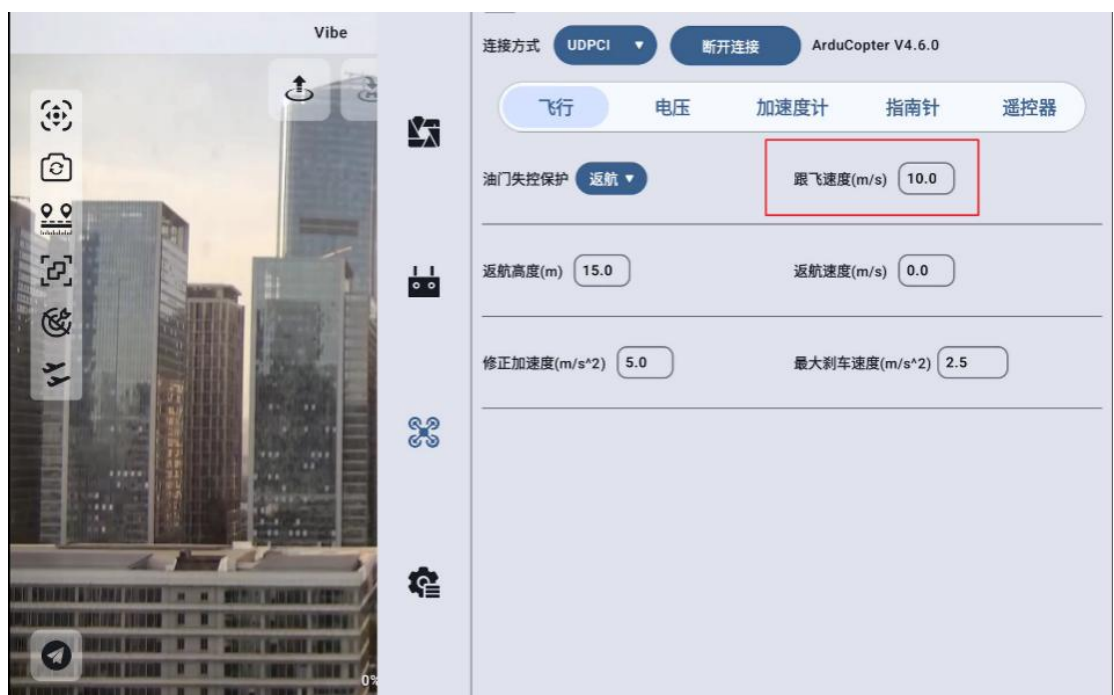 Vibe
连接方式 UDPCI ▼ 断开连接 ArduCopter V4.6.0
飞行 电压 加速度计 指南针 遥控器
油门失控保护 返航 ▼ 跟飞速度(m/s) 10.0
返航高度(m) 15.0 返航速度(m/s) 0.0
修正加速度(m/s^2) 5.0 最大刹车速度(m/s^2) 2.5
0%